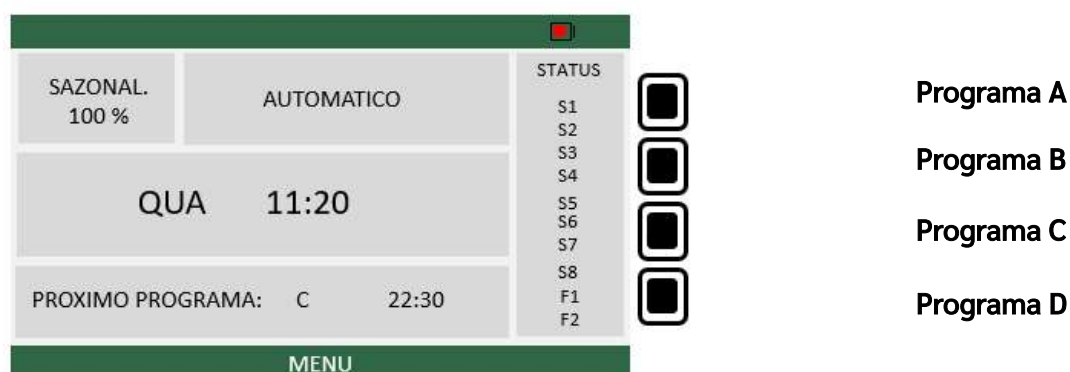 SAZONAL.
100 %
AUTOMATICO
QUA 11:20
PROXIMO PROGRAMA: C 22:30
MENU
STATUS
S1
S2
S3
S4
S5
S6
S7
S8
F1
F2
Programa A
Programa B
Programa C
Programa D